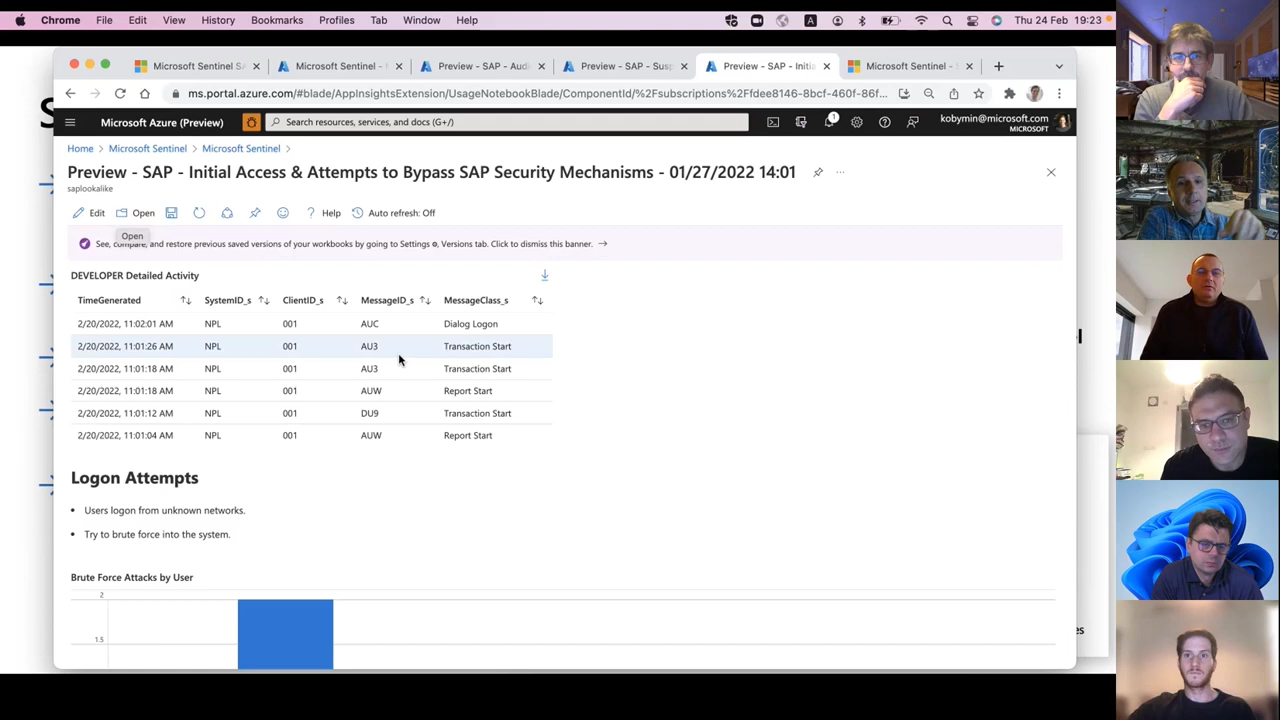 Chrome File Edit View History Bookmarks Profiles Tab Window Help A Thu 24 Feb 19:23
Microsoft Sentinel SA Microsoft Sentinel - Preview - SAP - Audi Preview - SAP - Susp Preview - SAP - Initia Microsoft Sentinel - S
ms.portal.azure.com/#blade/AppInsightsExtension/UsageNotebookBlade/ComponentId/%2Fsubscriptions%2Ffdee8146-8bcf-460f-86f...
Microsoft Azure (Preview) Search resources, services, and docs (G+/) 1 kobymin@microsoft.com
MICROSOFT
Home > Microsoft Sentinel > Microsoft Sentinel >
Preview - SAP - Initial Access & Attempts to Bypass SAP Security Mechanisms - 01/27/2022 14:01 ...
saplookalike
Edit Open Help Auto refresh: Off
Open
See, compare, and restore previous saved versions of your workbooks by going to Settings, Versions tab. Click to dismiss this banner. →
DEVELOPER Detailed Activity
TimeGenerated SystemID_s ClientID_s MessageID_s MessageClass_s
2/20/2022, 11:02:01 AM NPL 001 AUC Dialog Logon
2/20/2022, 11:01:26 AM NPL 001 AU3 Transaction Start
2/20/2022, 11:01:18 AM NPL 001 AU3 Transaction Start
2/20/2022, 11:01:18 AM NPL 001 AUW Report Start
2/20/2022, 11:01:12 AM NPL 001 DU9 Transaction Start
2/20/2022, 11:01:04 AM NPL 001 AUW Report Start
Logon Attempts
• Users logon from unknown networks.
• Try to brute force into the system.
Brute Force Attacks by User
2
1.5